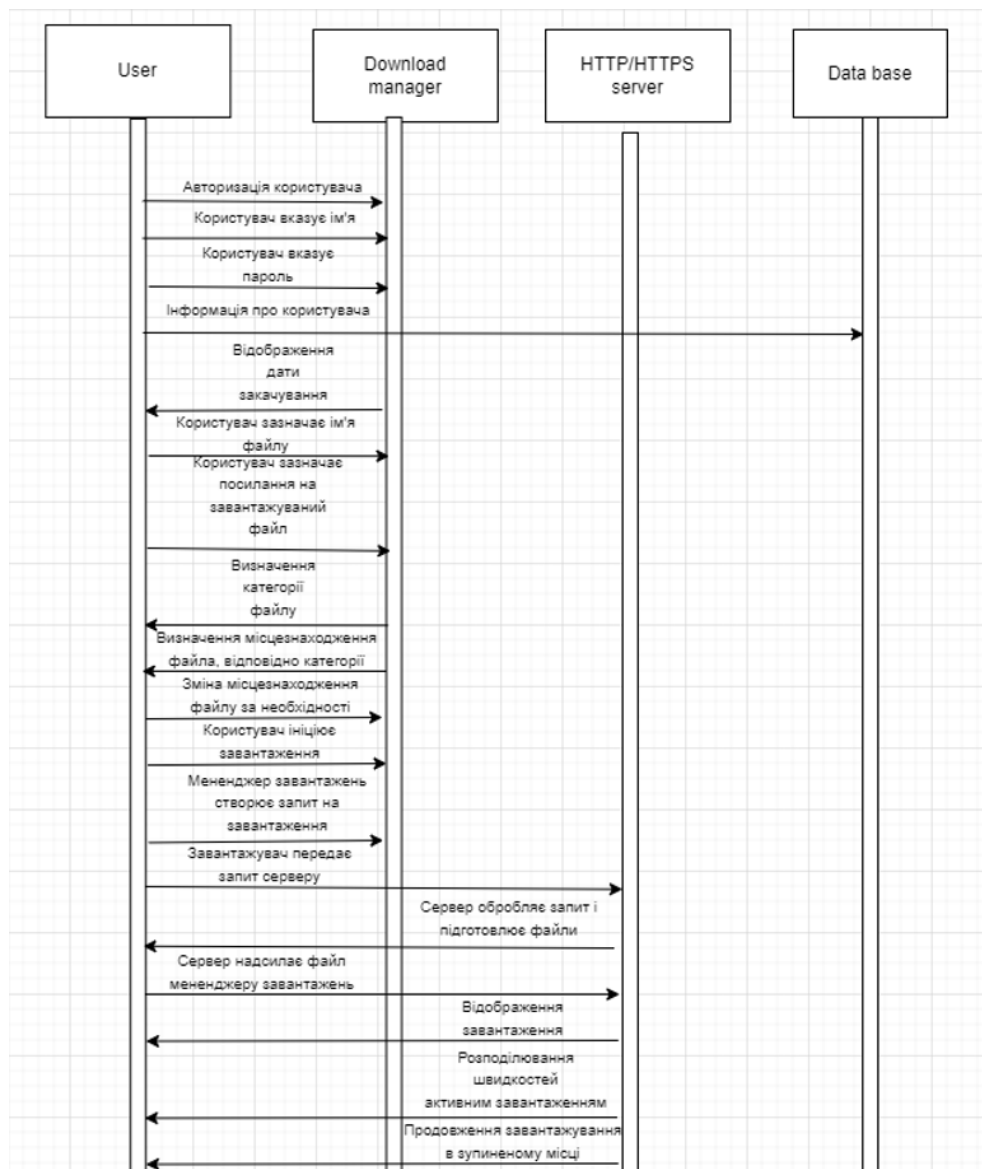 User
Download
manager
HTTP/HTTPS
server
Data base
Авторизація користувача
Користувач вказує ім'я
Користувач вказує
пароль
Інформація про користувача
Відображення
дати
закачування
Користувач зазначає ім'я
файлу
Користувач зазначає
посилання на
завантажуваний
файл
Визначення
категорії
файлу
Визначення місцезнаходження
файла, відповідно категорії
Зміна місцезнаходження
файлу за необхідності
Користувач ініціює
завантаження
Мененджер завантажень
створює запит на
завантаження
Завантажувач передає
запит серверу
Сервер обробляє запит і
підготовлює файли
Сервер надсилає файл
мененджеру завантажень
Відображення
завантаження
Розподілювання
швидкостей
активним завантаженням
Продовження завантажування
в зупиненому місці